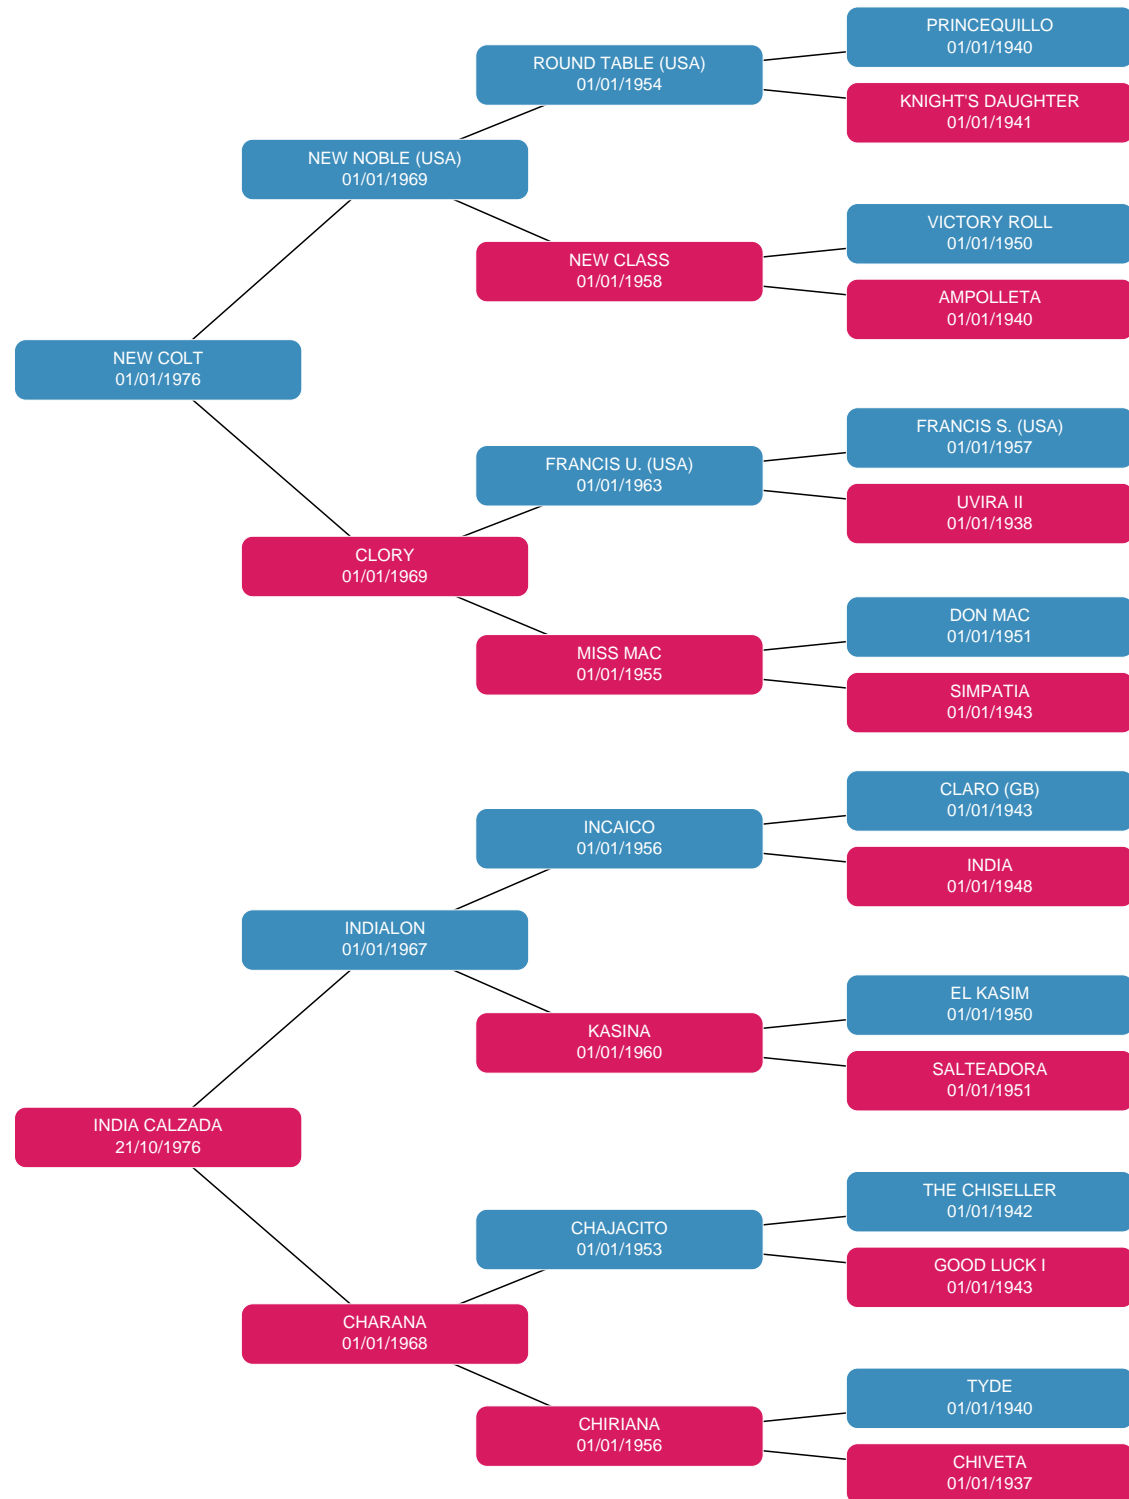 PRINCEQUILLO
01/01/1940
ROUND TABLE (USA)
01/01/1954
KNIGHT'S DAUGHTER
01/01/1941
NEW NOBLE (USA)
01/01/1969
VICTORY ROLL
01/01/1950
NEW CLASS
01/01/1958
AMPOLLETA
01/01/1940
NEW COLT
01/01/1976
FRANCIS S. (USA)
01/01/1957
FRANCIS U. (USA)
01/01/1963
UVIRA II
01/01/1938
CLORY
01/01/1969
DON MAC
01/01/1951
MISS MAC
01/01/1955
SIMPATIA
01/01/1943
CLARO (GB)
01/01/1943
INCAICO
01/01/1956
INDIA
01/01/1948
INDIALON
01/01/1967
EL KASIM
01/01/1950
KASINA
01/01/1960
SALTEADORA
01/01/1951
INDIA CALZADA
21/10/1976
THE CHISELLER
01/01/1942
CHAJACITO
01/01/1953
GOOD LUCK I
01/01/1943
CHARANA
01/01/1968
TYDE
01/01/1940
CHIRIANA
01/01/1956
CHIVETA
01/01/1937